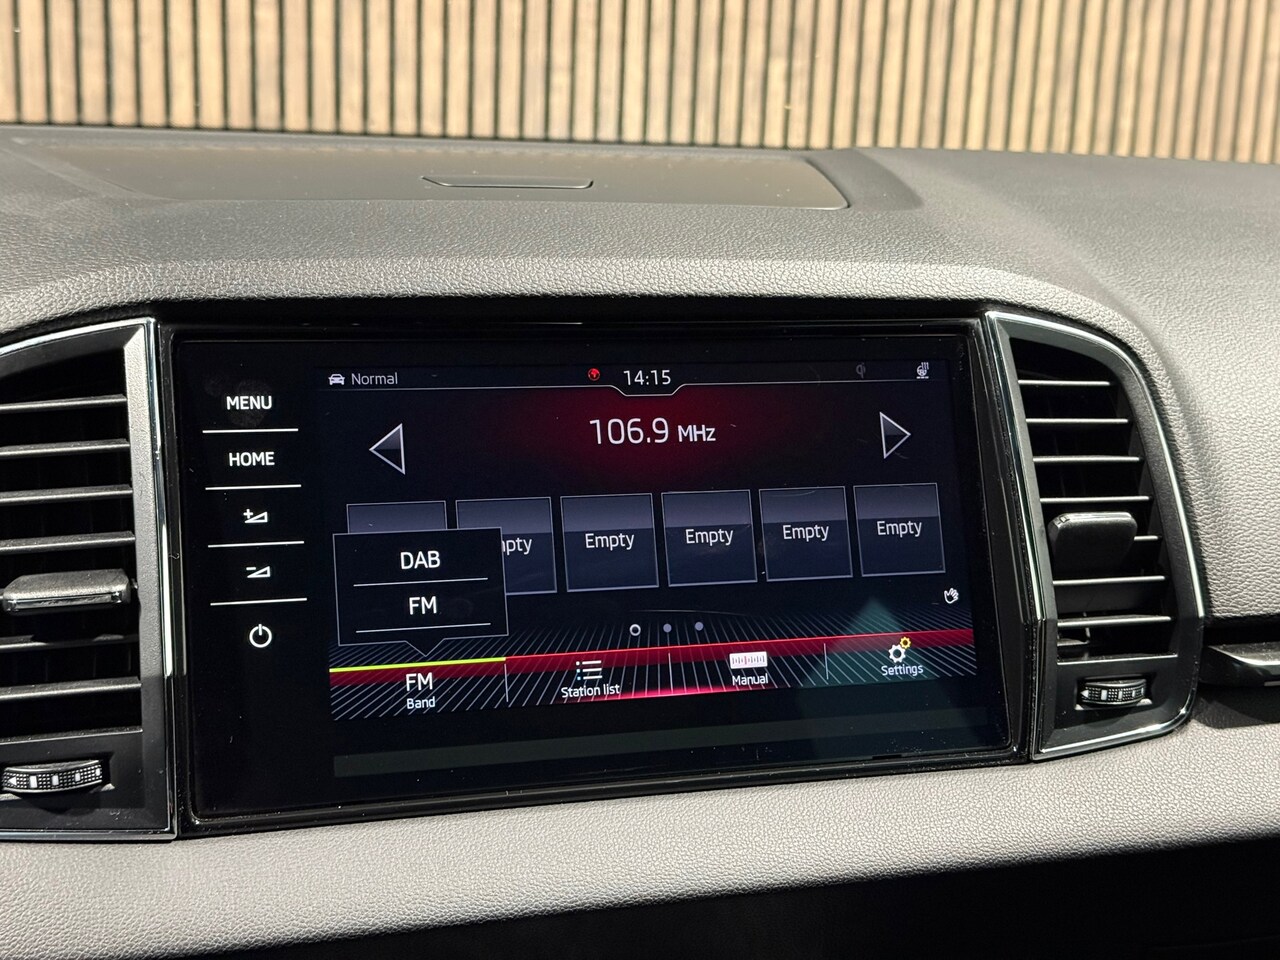 MENU
HOME
Normal
14:15
106.9 MHz
Empty
Empty
Empty
Empty
DAB
FM
FM
Band
Station list
Manual
Settings